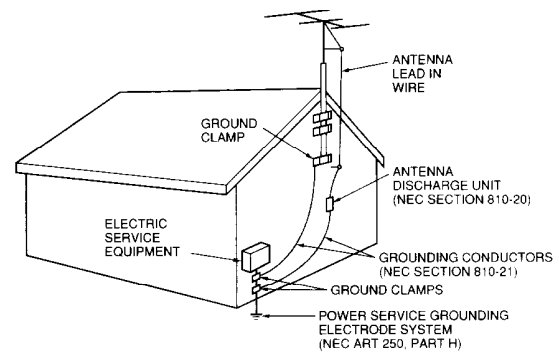 ANTENNA
LEAD IN
WIRE
GROUND
CLAMP
ANTENNA
DISCHARGE UNIT
(NEC SECTION 810-20)
ELECTRIC
SERVICE
EQUIPMENT
GROUNDING CONDUCTORS
(NEC SECTION 810-21)
GROUND CLAMPS
POWER SERVICE GROUNDING
ELECTRODE SYSTEM
(NEC ART 250, PART H)